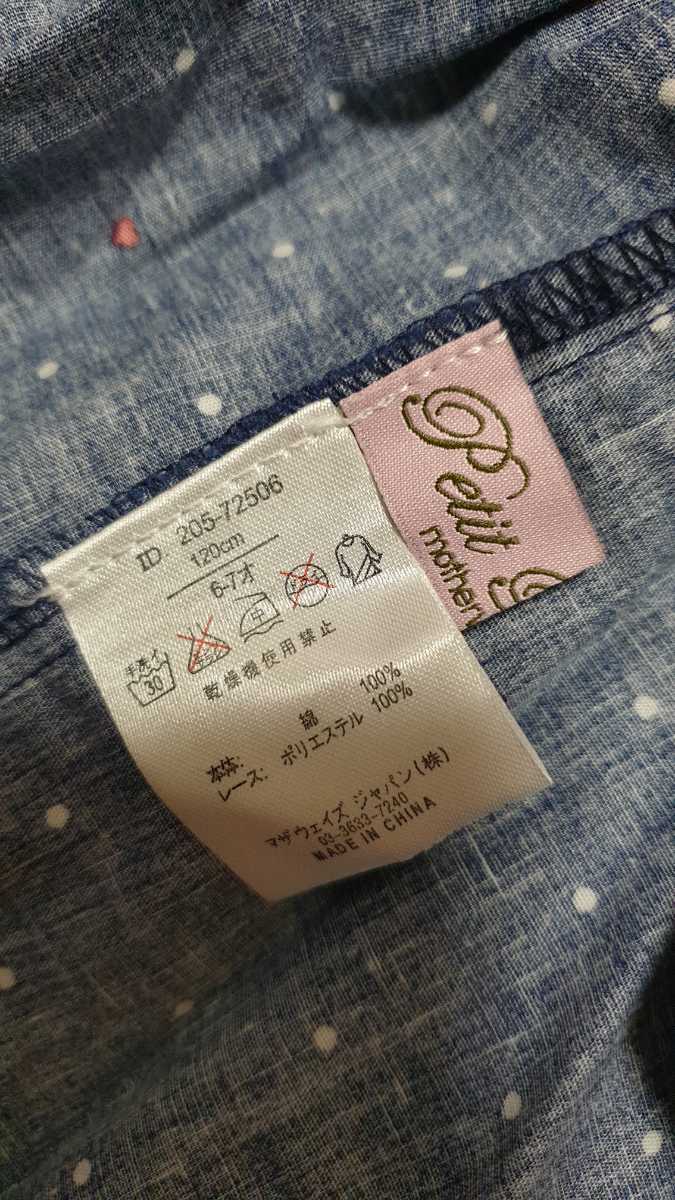 ID 205-72506
120cm
6-7才
手洗イ
30
中
乾燥機使用禁止
本体: 綿 100%
レース: ポリエステル 100%
マザウェイズ ジャパン(株)
03-3633-7240
MADE IN CHINA
Petit